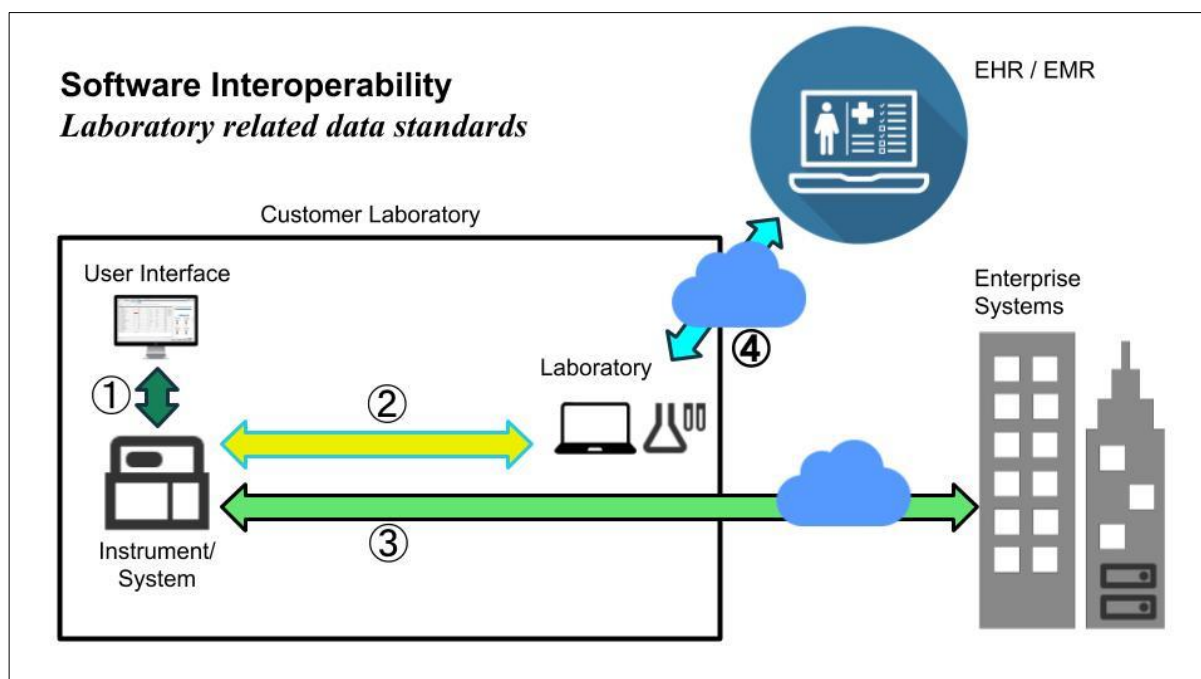 Software Interoperability
Laboratory related data standards
EHR / EMR
Customer Laboratory
User Interface
Enterprise
Systems
①
②
④
Laboratory
③
Instrument/
System